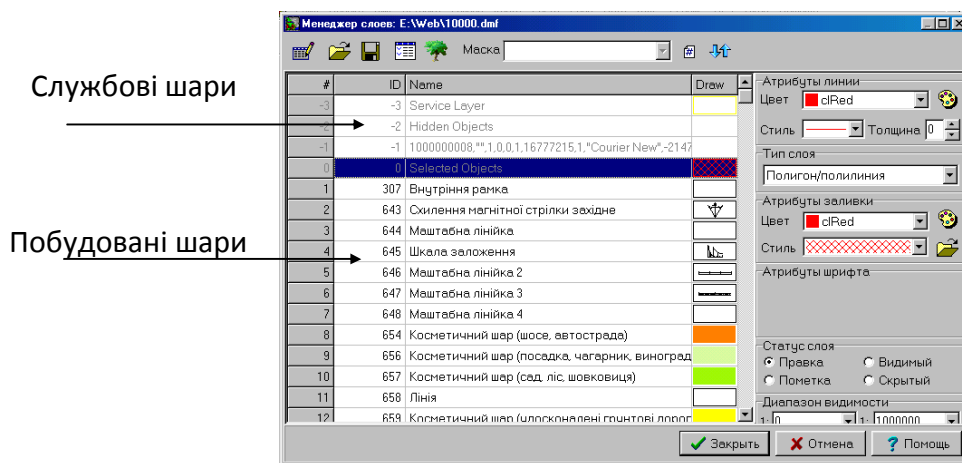 Менеджер слоев: E:\Web\10000.dmf
Маска
Службові шари
Побудовані шари
# ID Name Draw
-3 -3 Service Layer
-2 -2 Hidden Objects
-1 -1 1000000008,"",1,0,0,1,16777215,1,"Courier New",-2147
0 0 Selected Objects
1 307 Внутріння рамка
2 643 Схилення магнітної стрілки західне
3 644 Маштабна лінійка
4 645 Шкала заложення
5 646 Маштабна лінійка 2
6 647 Маштабна лінійка 3
7 648 Маштабна лінійка 4
8 654 Косметичний шар (шосе, автострада)
9 656 Косметичний шар (посадка, чагарник, виноград
10 657 Косметичний шар (сад, ліс, шовковиця)
11 658 Лінія
12 659 Косметичний шар (удосконалені грунтові дорог
Атрибуты линии
Цвет clRed
Стиль Толщина 0
Тип слоя
Полигон/полилиния
Атрибуты заливки
Цвет clRed
Стиль
Атрибуты шрифта
Статус слоя
Правка Видимый
Пометка Скрытый
Диапазон видимости
1: 0 1: 1000000
Закрыть Отмена ? Помощь